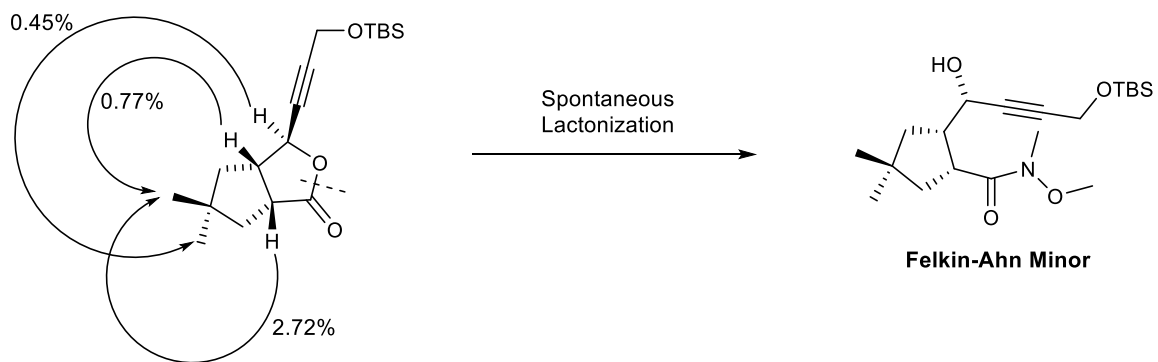 0.45%
OTBS
0.77%
H
H
O
O
H
2.72%
Spontaneous
Lactonization
HO
OTBS
N
O
O
Felkin-Ahn Minor